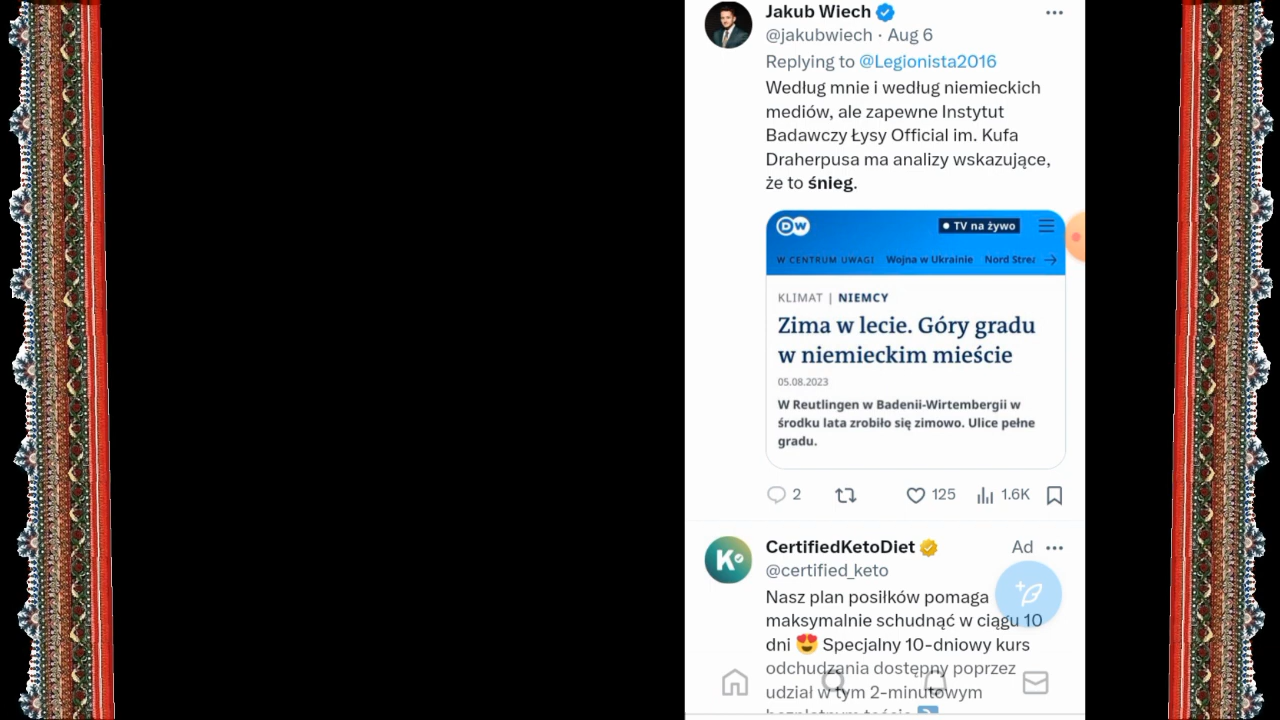 Jakub Wiech
@jakubwiech · Aug 6
Replying to @Legionista2016
Według mnie i według niemieckich
mediów, ale zapewne Instytut
Badawczy Łysy Official im. Kufa
Draherpusa ma analizy wskazujące,
że to śnieg.
DW
TV na żywo
W CENTRUM UWAGI Wojna w Ukrainie Nord Strea
KLIMAT | NIEMCY
Zima w lecie. Góry gradu
w niemieckim mieście
05.08.2023
W Reutlingen w Badenii-Wirtembergii w
środku lata zrobiło się zimowo. Ulice pełne
gradu.
2 125 1.6K
CertifiedKetoDiet Ad
@certified_keto
K
Nasz plan posiłków pomaga
maksymalnie schudnąć w ciągu 10
dni 😍 Specjalny 10-dniowy kurs
odchudzania dostępny poprzez
udział w tym 2-minutowym